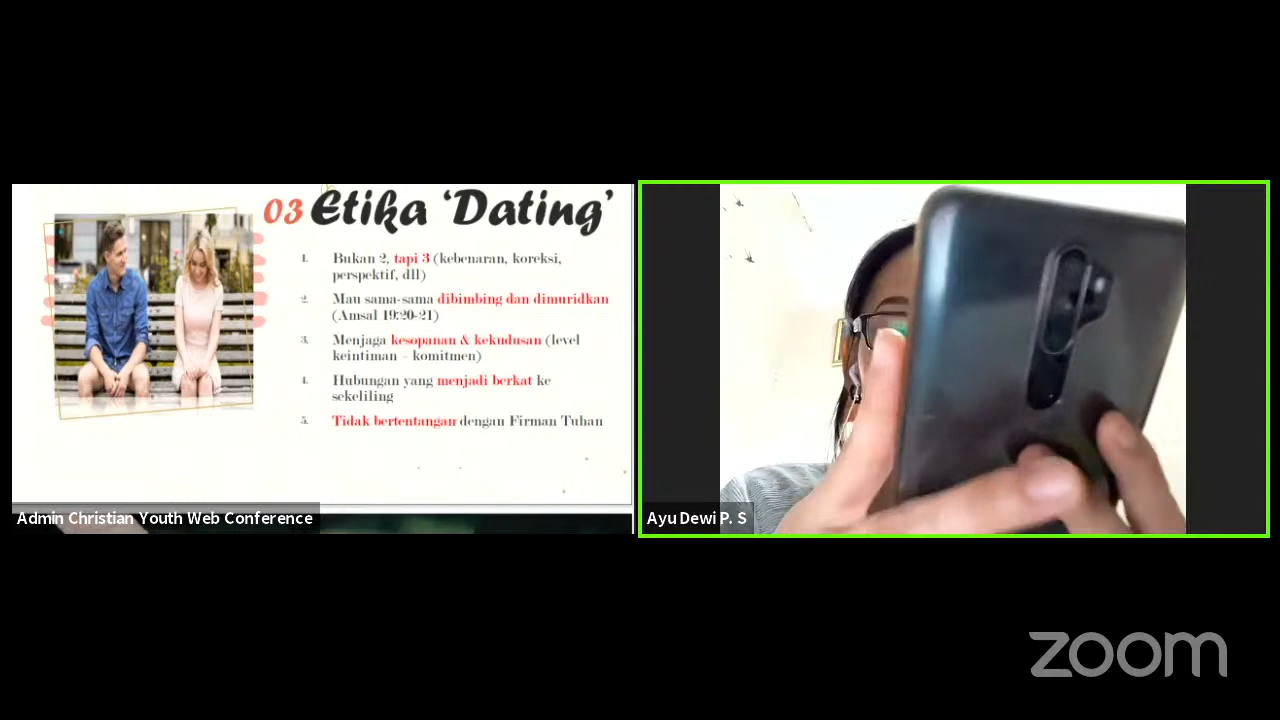 03 Etika ‘Dating’
1. Bukan 2, tapi 3 (kebenaran, koreksi,
perspektif, dll)
2. Mau sama-sama dibimbing dan dimuridkan
(Amsal 19:20-21)
3. Menjaga kesopanan & kekudusan (level
keintiman – komitmen)
4. Hubungan yang menjadi berkat ke
sekeliling
5. Tidak bertentangan dengan Firman Tuhan
Admin Christian Youth Web Conference
Ayu Dewi P. S
zoom